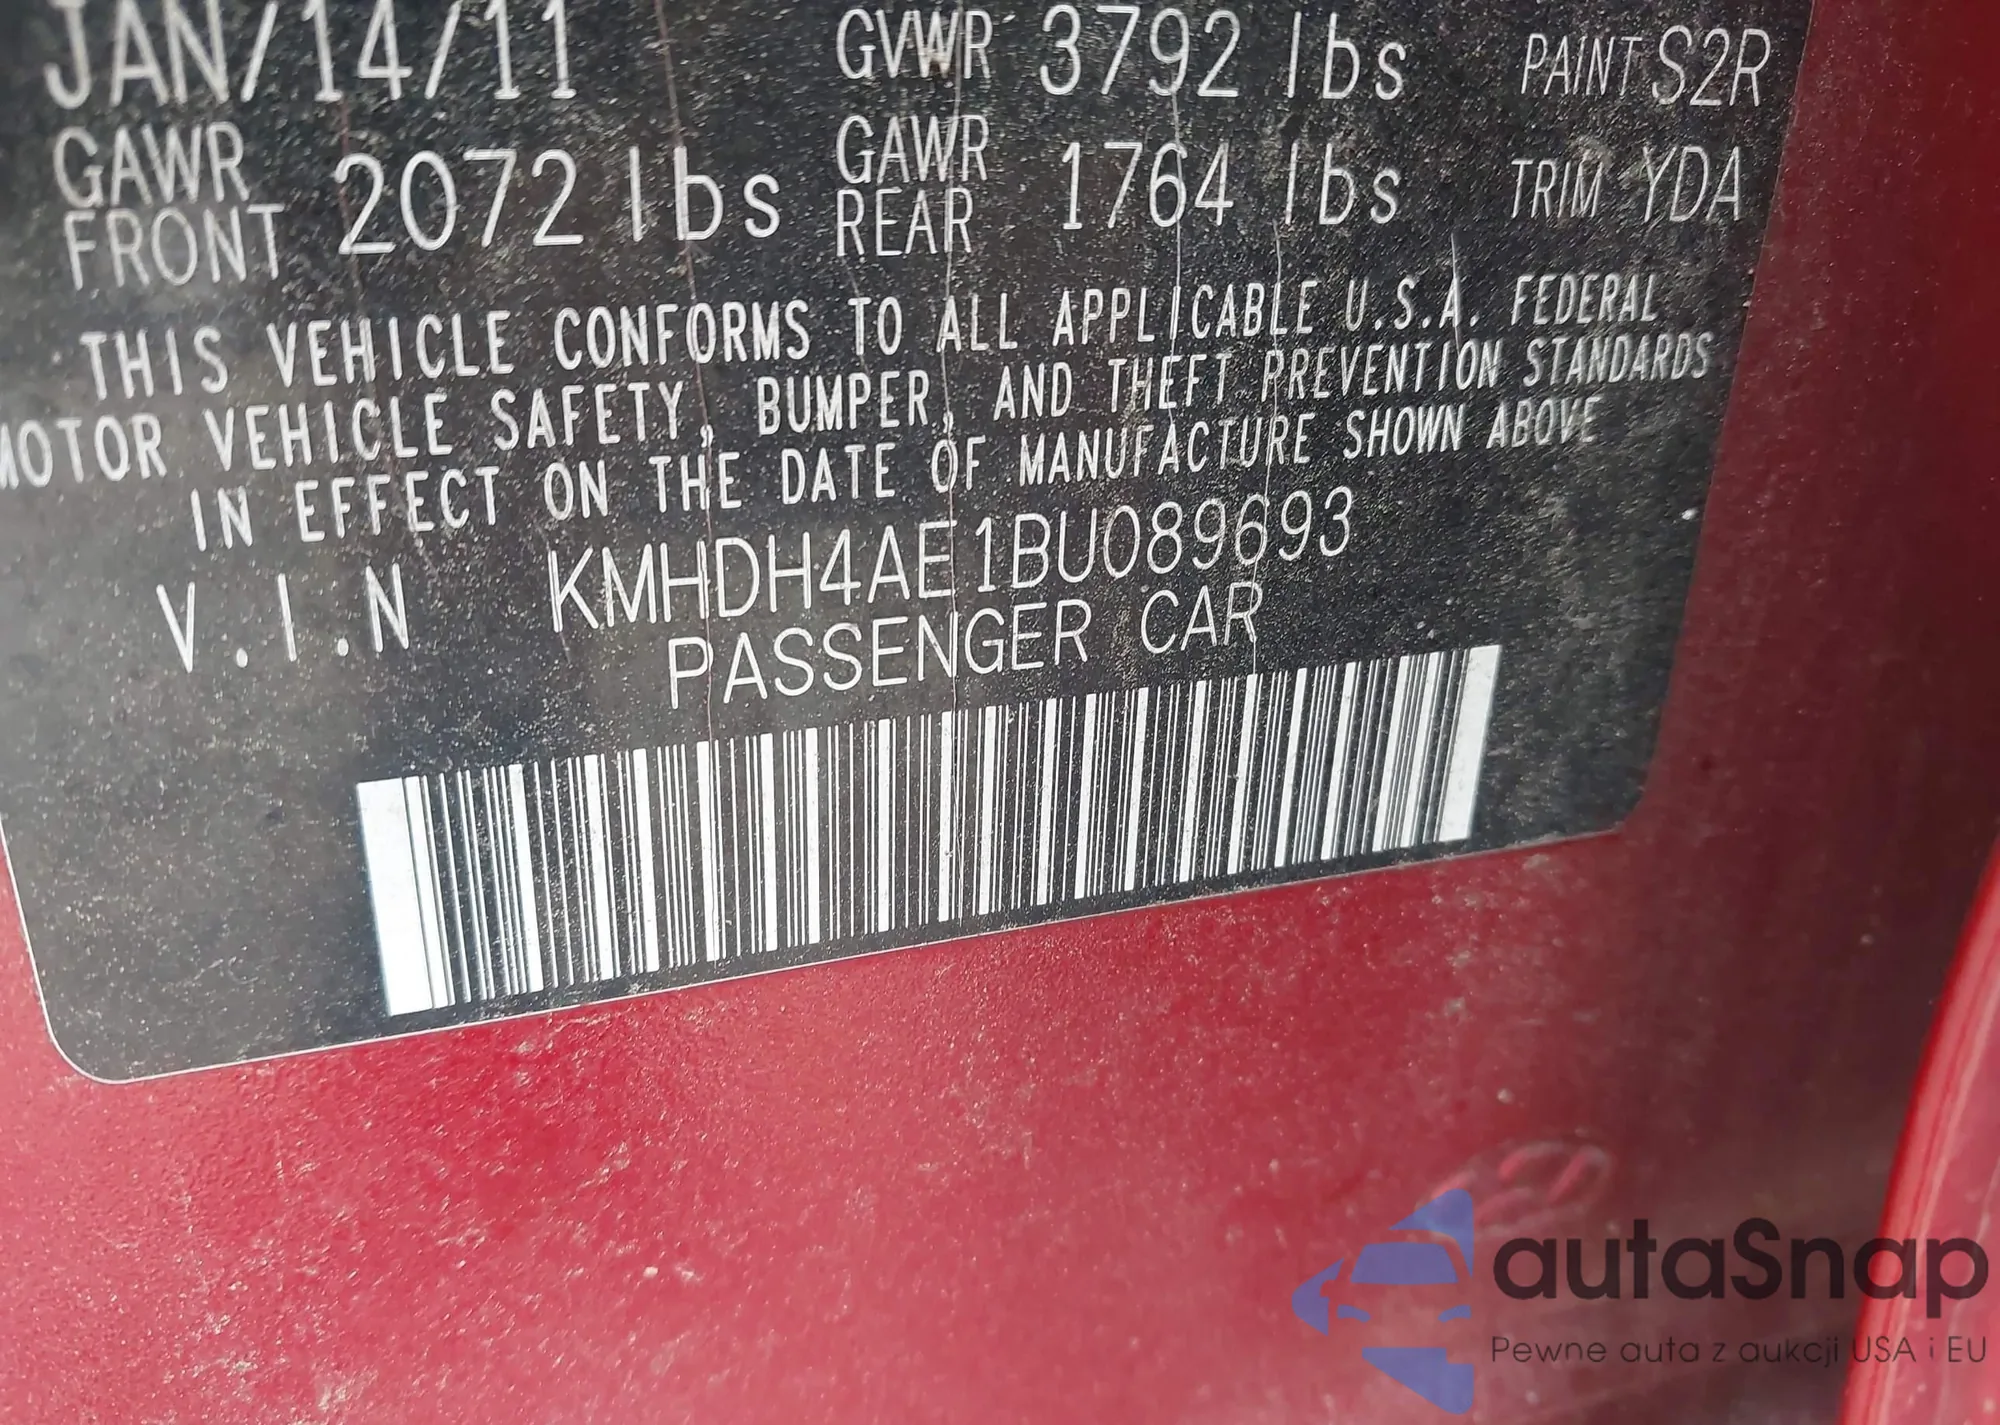 JAN/14/11 GVWR 3792 lbs PAINT S2R
GAWR FRONT 2072 lbs GAWR REAR 1764 lbs TRIM YDA
THIS VEHICLE CONFORMS TO ALL APPLICABLE U.S.A. FEDERAL
MOTOR VEHICLE SAFETY, BUMPER, AND THEFT PREVENTION STANDARDS
IN EFFECT ON THE DATE OF MANUFACTURE SHOWN ABOVE
V.I.N KMHDH4AE1BU089693
PASSENGER CAR
autaSnap
Pewne auta z aukcji USA i EU